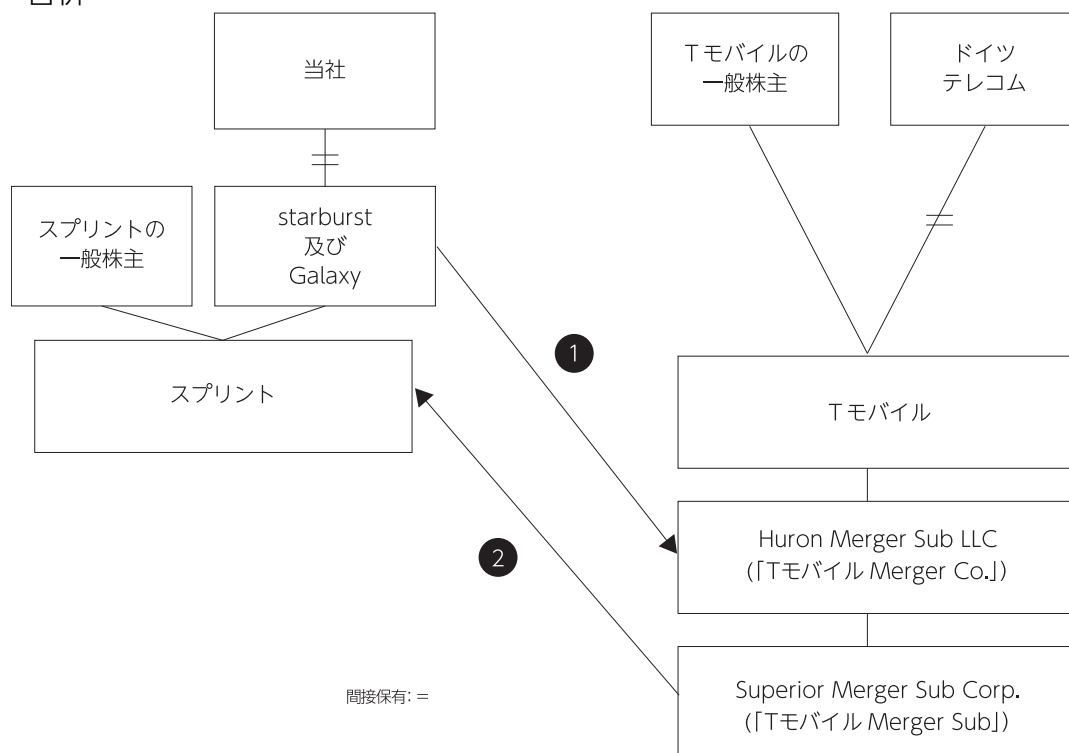 合併
当社
Tモバイルの
一般株主
ドイツ
テレコム
スプリントの
一般株主
starburst
及び
Galaxy
スプリント
1
Tモバイル
2
Huron Merger Sub LLC
(「Tモバイル Merger Co.」)
間接保有: =
Superior Merger Sub Corp.
(「Tモバイル Merger Sub」)